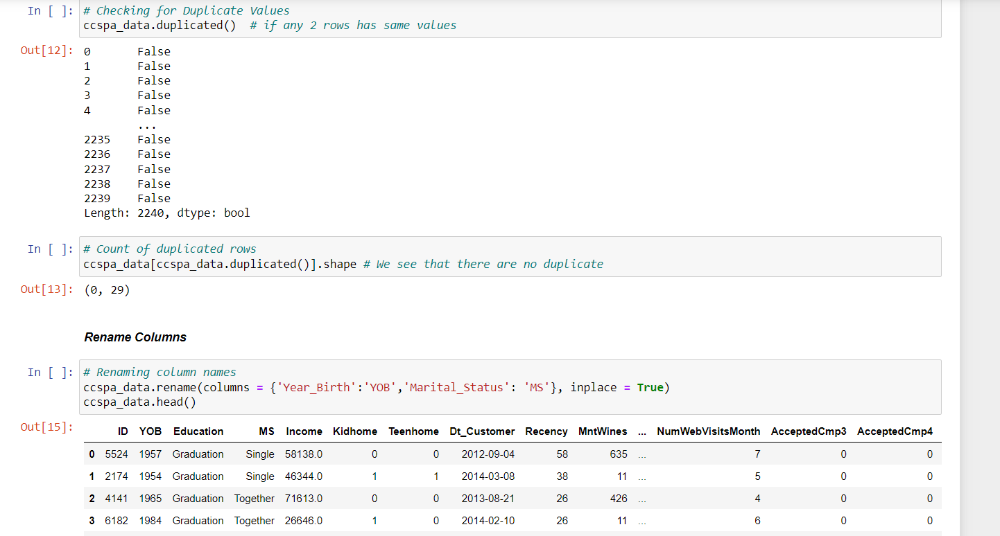 In [ ]: # Checking for Duplicate Values
ccspa_data.duplicated()  # if any 2 rows has same values
Out[12]: 0       False
1       False
2       False
3       False
4       False
...
2235    False
2236    False
2237    False
2238    False
2239    False
Length: 2240, dtype: bool
In [ ]: # Count of duplicated rows
ccspa_data[ccspa_data.duplicated()].shape # We see that there are no duplicate
Out[13]: (0, 29)
Rename Columns
In [ ]: # Renaming column names
ccspa_data.rename(columns = {'Year_Birth':'YOB','Marital_Status': 'MS'}, inplace = True)
ccspa_data.head()
Out[15]:
ID YOB Education MS Income Kidhome Teenhome Dt_Customer Recency MntWines ... NumWebVisitsMonth AcceptedCmp3 AcceptedCmp4
0 5524 1957 Graduation Single 58138.0 0 0 2012-09-04 58 635 ... 7 0 0
1 2174 1954 Graduation Single 46344.0 1 1 2014-03-08 38 11 ... 5 0 0
2 4141 1965 Graduation Together 71613.0 0 0 2013-08-21 26 426 ... 4 0 0
3 6182 1984 Graduation Together 26646.0 1 0 2014-02-10 26 11 ... 6 0 0